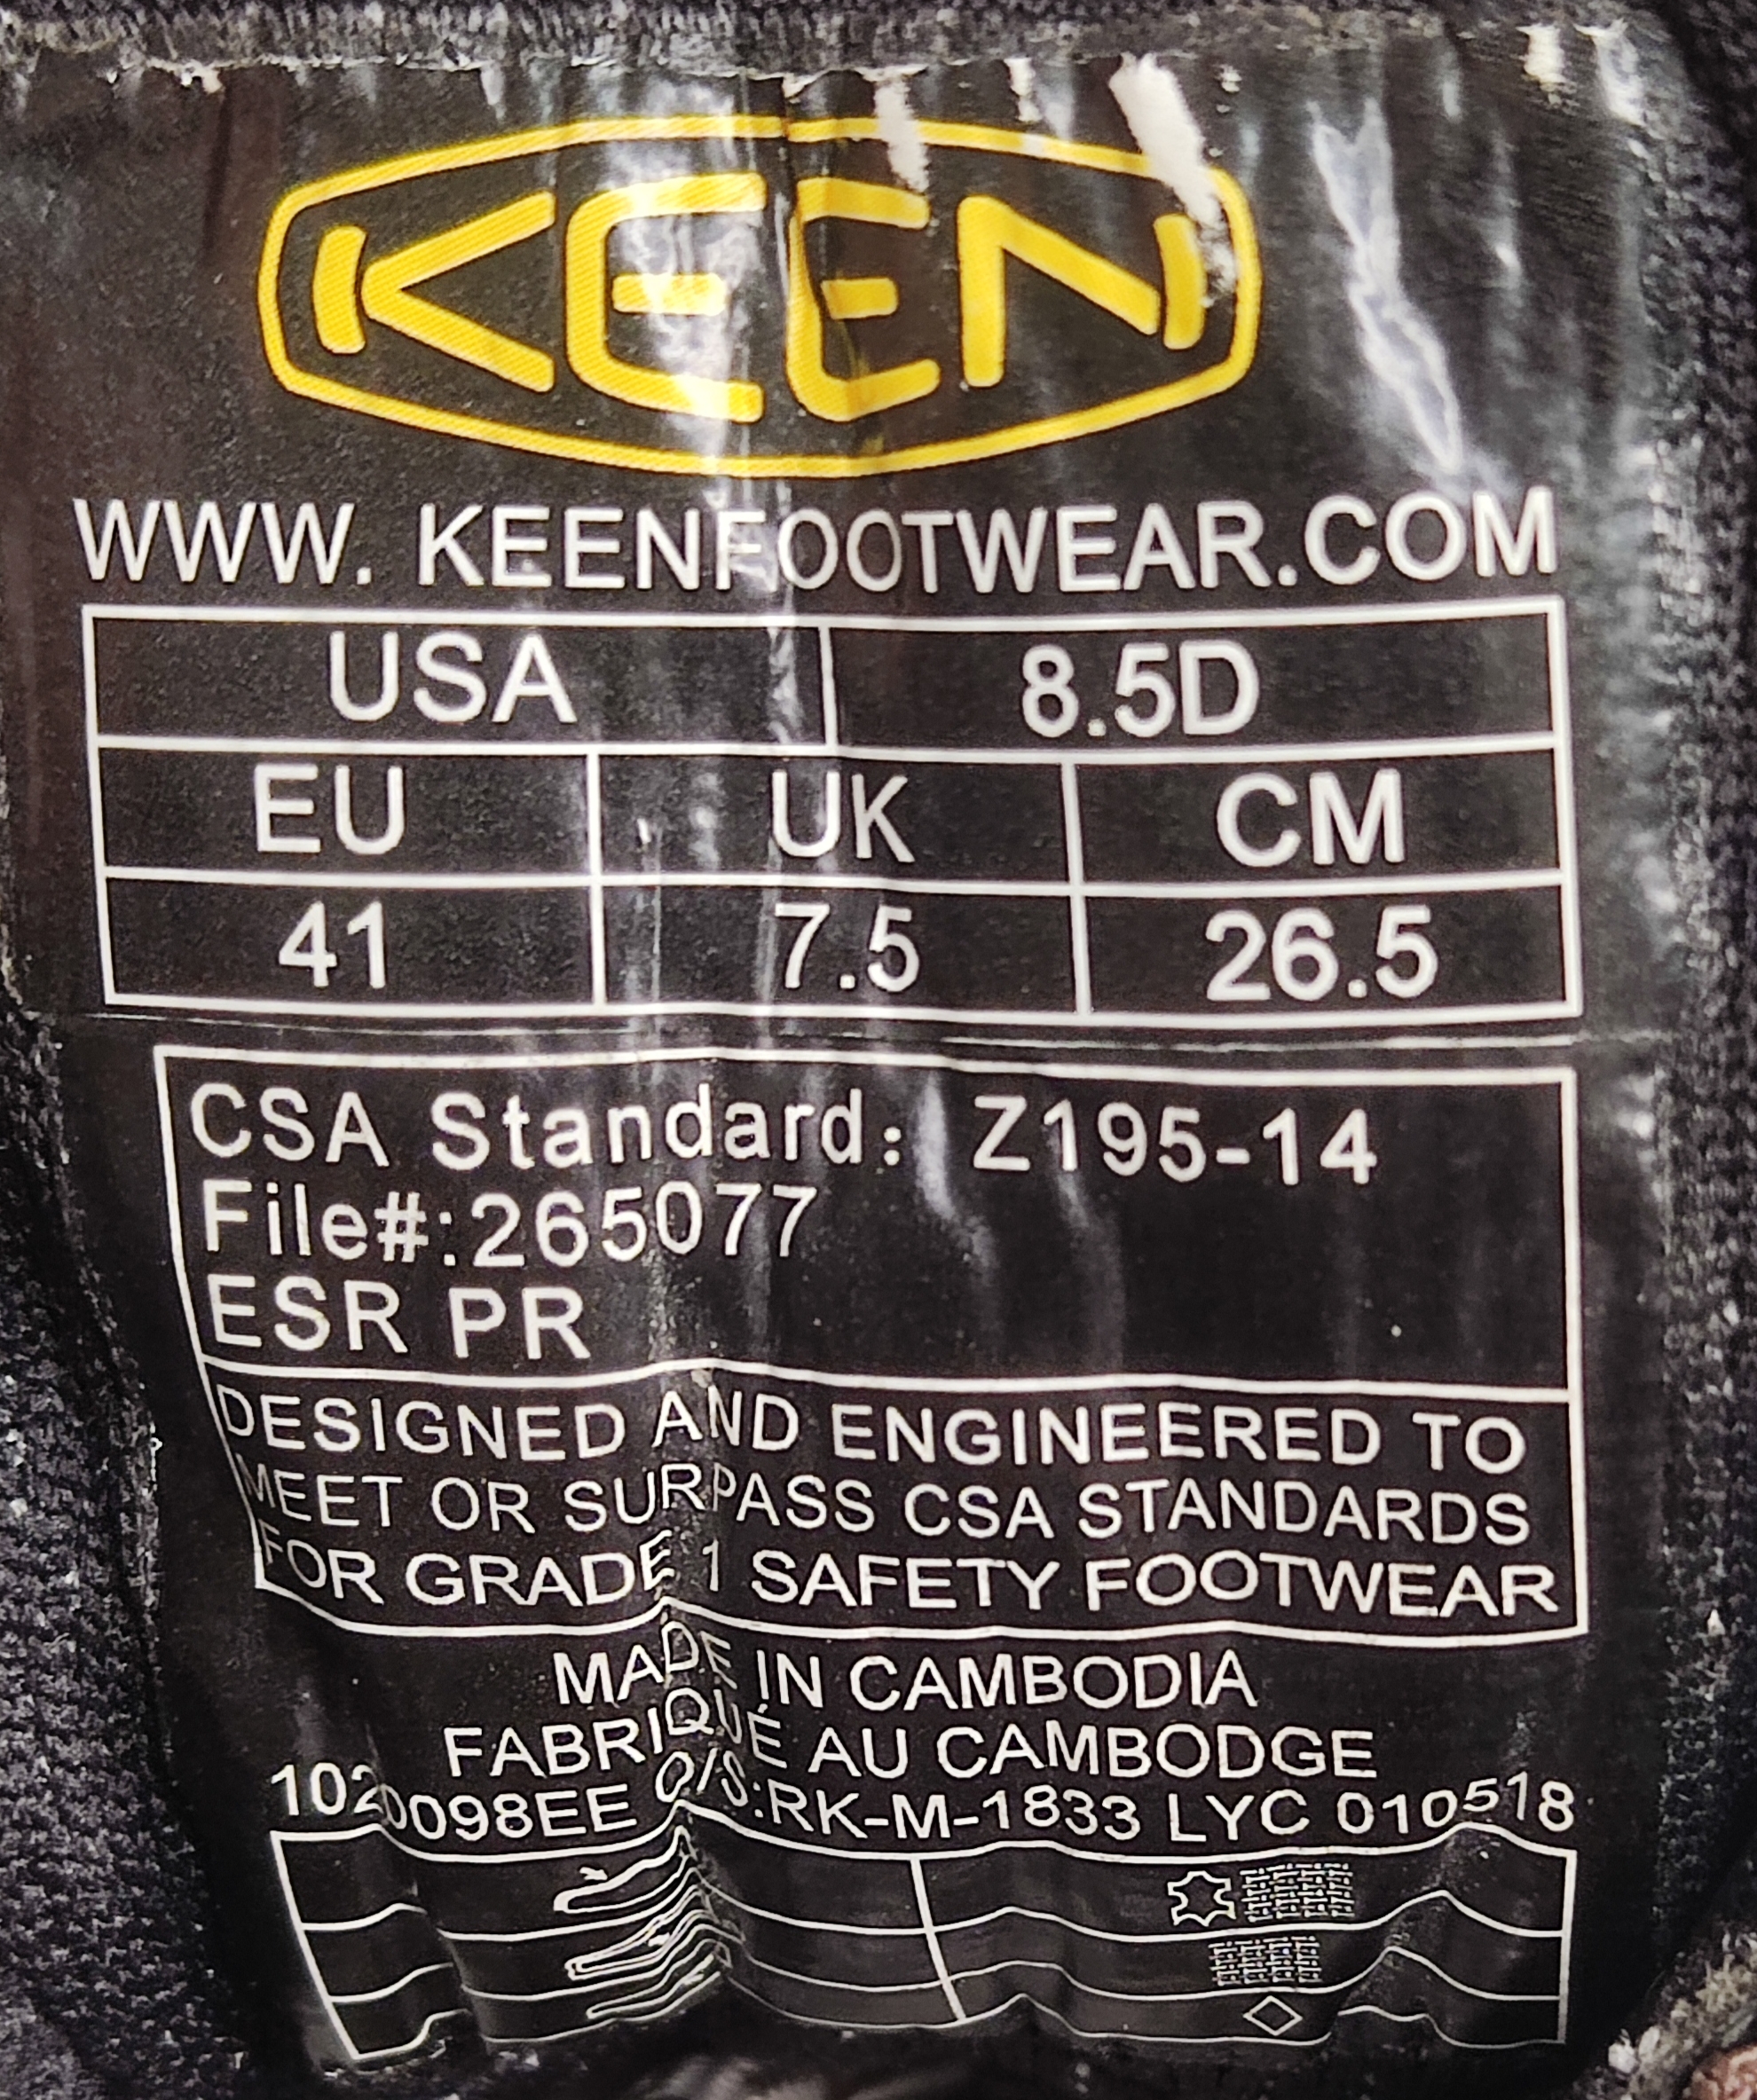 KEEN
WWW. KEENFOOTWEAR.COM
USA 8.5D
EU UK CM
41 7.5 26.5
CSA Standard: Z195-14
File#:265077
ESR PR
DESIGNED AND ENGINEERED TO
MEET OR SURPASS CSA STANDARDS
FOR GRADE 1 SAFETY FOOTWEAR
MADE IN CAMBODIA
FABRIQUÉ AU CAMBODGE
1020098EE O/S:RK-M-1833 LYC 010518